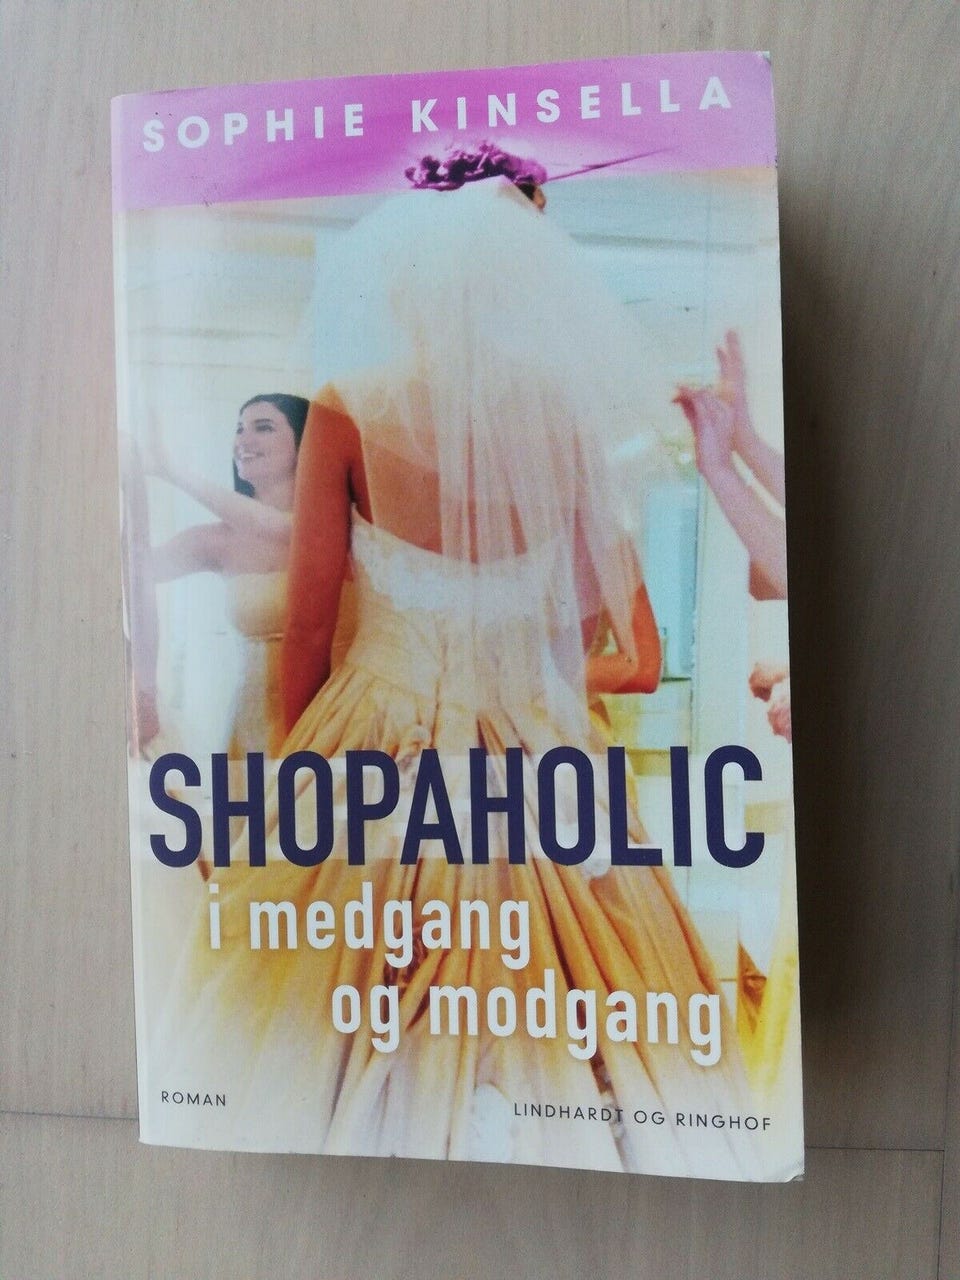 SOPHIE KINSELLA
SHOPAHOLIC
i medgang
og modgang
ROMAN
LINDHARDT OG RINGHOF